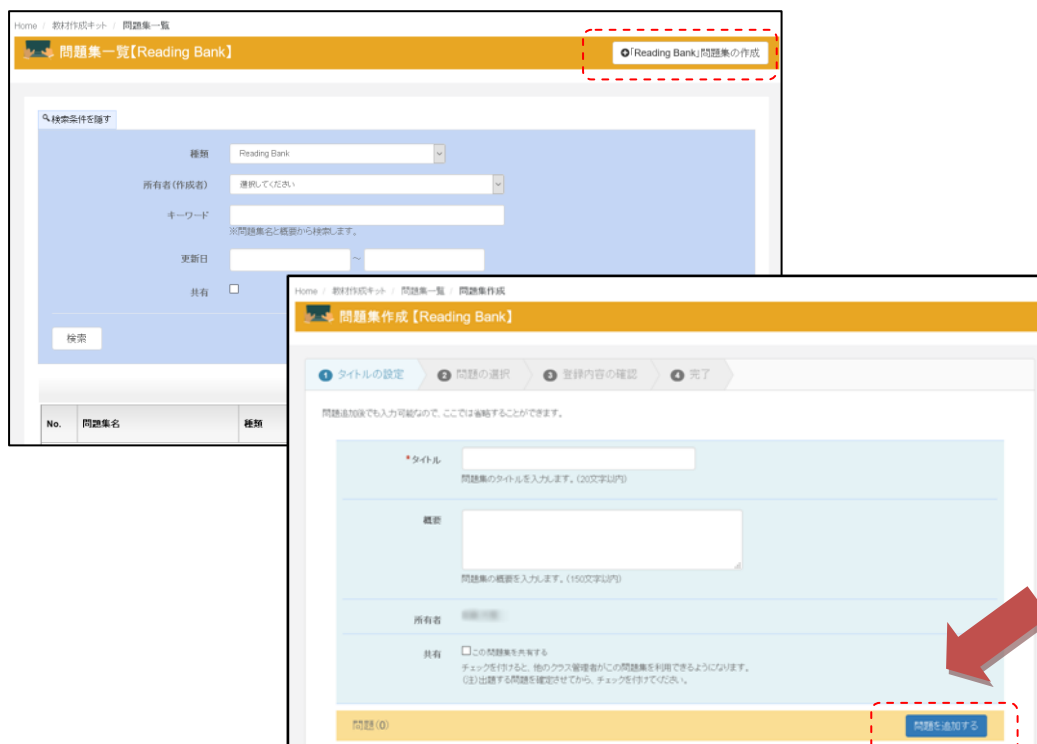 Home / 教材作成キット / 問題集一覧
問題集一覧【Reading Bank】
「Reading Bank」問題集の作成
検索条件を隠す
種類 Reading Bank
所有者(作成者) 選択してください
キーワード
※問題集名と概要から検索します。
更新日 ~
共有
検索
No. 問題集名 種類
Home / 教材作成キット / 問題集一覧 / 問題集作成
問題集作成【Reading Bank】
1 タイトルの設定 2 問題の選択 3 登録内容の確認 4 完了
問題追加後でも入力可能なので、ここでは省略することができます。
*タイトル
問題集のタイトルを入力します。(20文字以内)
概要
問題集の概要を入力します。(150文字以内)
所有者
共有 この問題集を共有する
チェックを付けると、他のクラス管理者がこの問題集を利用できるようになります。
(注)出題する問題を確定させてから、チェックを付けてください。
問題(0) 問題を追加する